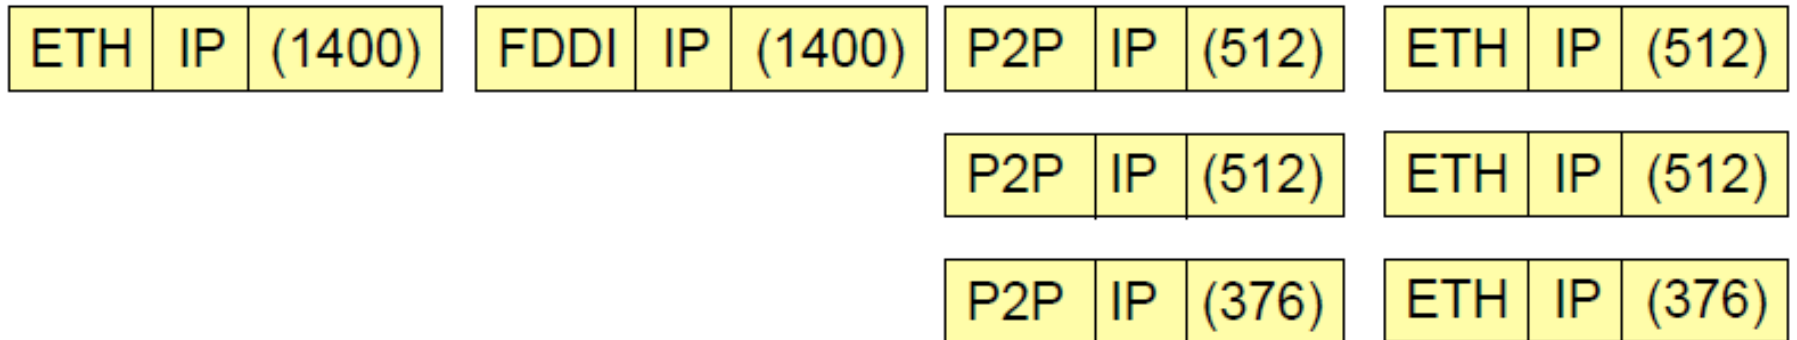 ETH IP (1400) FDDI IP (1400) P2P IP (512) ETH IP (512)
P2P IP (512) ETH IP (512)
P2P IP (376) ETH IP (376)